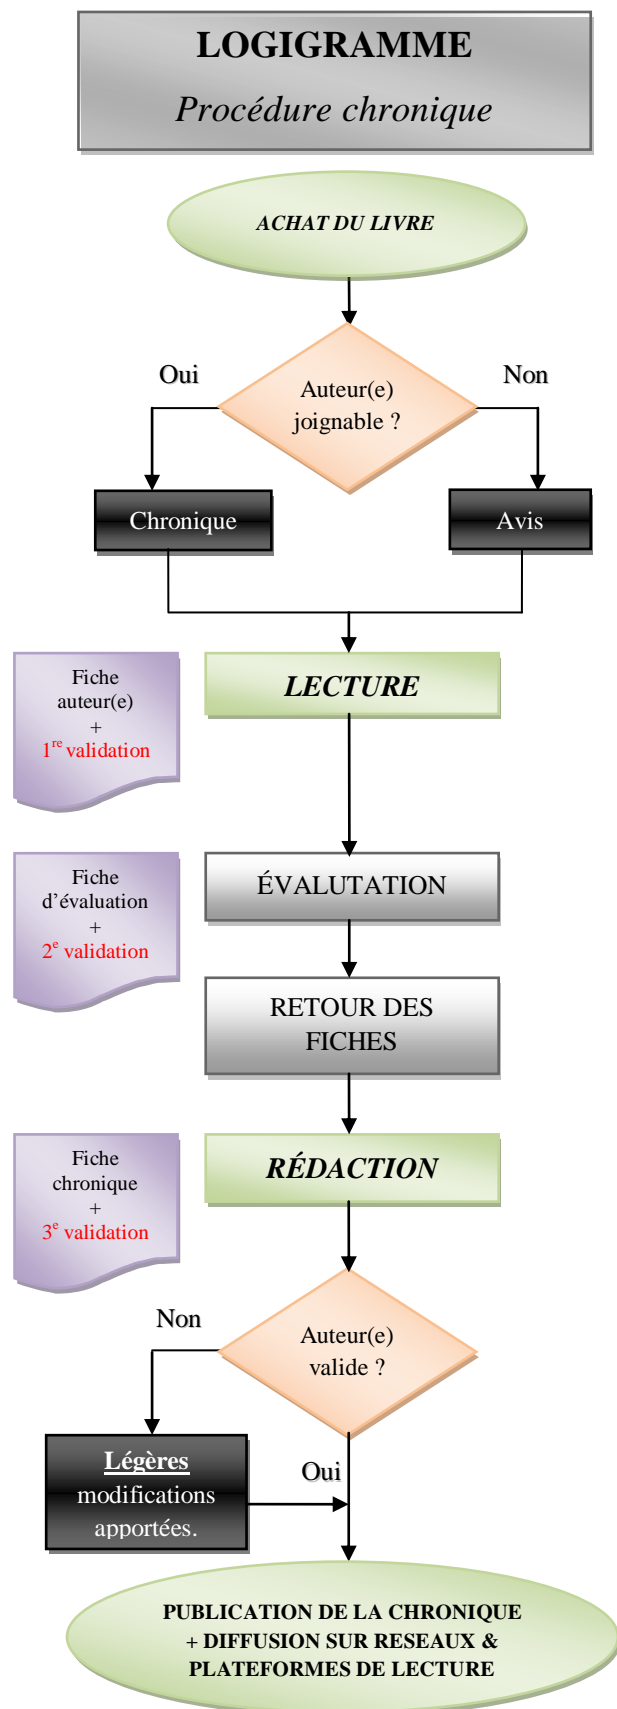 LOGIGRAMME
Procédure chronique
ACHAT DU LIVRE
Oui
Non
Auteur(e)
joignable ?
Chronique
Avis
Fiche
auteur(e)
+
1re validation
LECTURE
Fiche
d’évaluation
+
2e validation
ÉVALUTATION
RETOUR DES
FICHES
Fiche
chronique
+
3e validation
RÉDACTION
Non
Auteur(e)
valide ?
Légères
modifications
apportées.
Oui
PUBLICATION DE LA CHRONIQUE
+ DIFFUSION SUR RESEAUX &
PLATEFORMES DE LECTURE